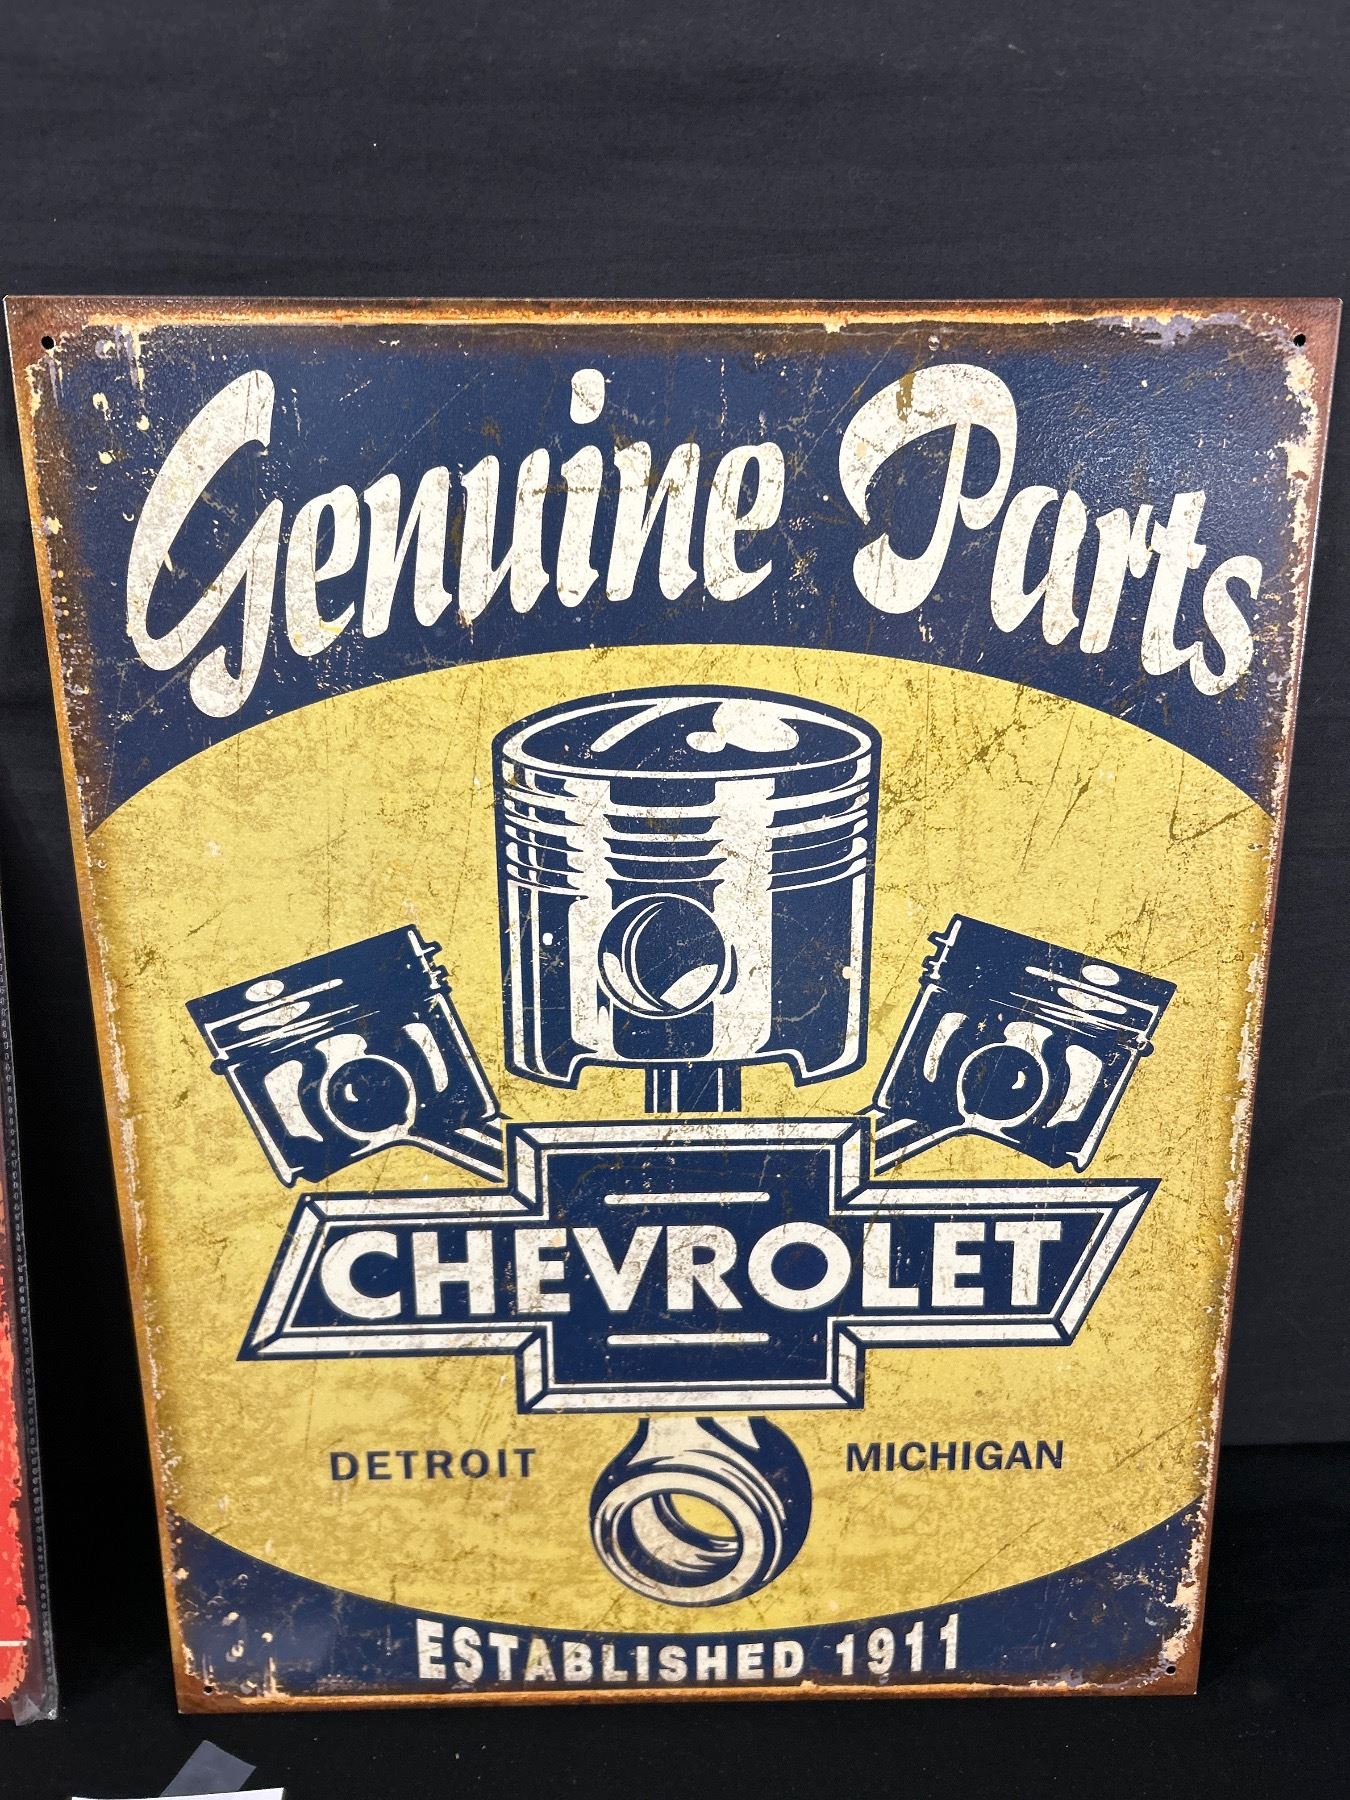 Genuine Parts
CHEVROLET
DETROIT MICHIGAN
ESTABLISHED 1911